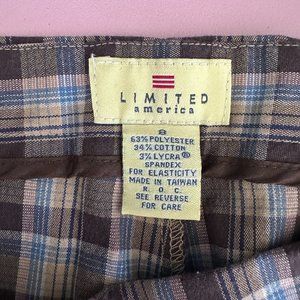 LIMITED
america
8
63% POLYESTER
34% COTTON
3% LYCRA®
SPANDEX
FOR ELASTICITY
MADE IN TAIWAN
R. O. C.
SEE REVERSE
FOR CARE